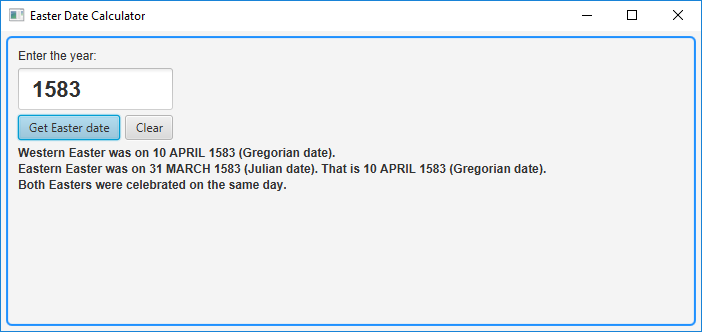 Easter Date Calculator
Enter the year:
1583
Get Easter date Clear
Western Easter was on 10 APRIL 1583 (Gregorian date).
Eastern Easter was on 31 MARCH 1583 (Julian date). That is 10 APRIL 1583 (Gregorian date).
Both Easters were celebrated on the same day.